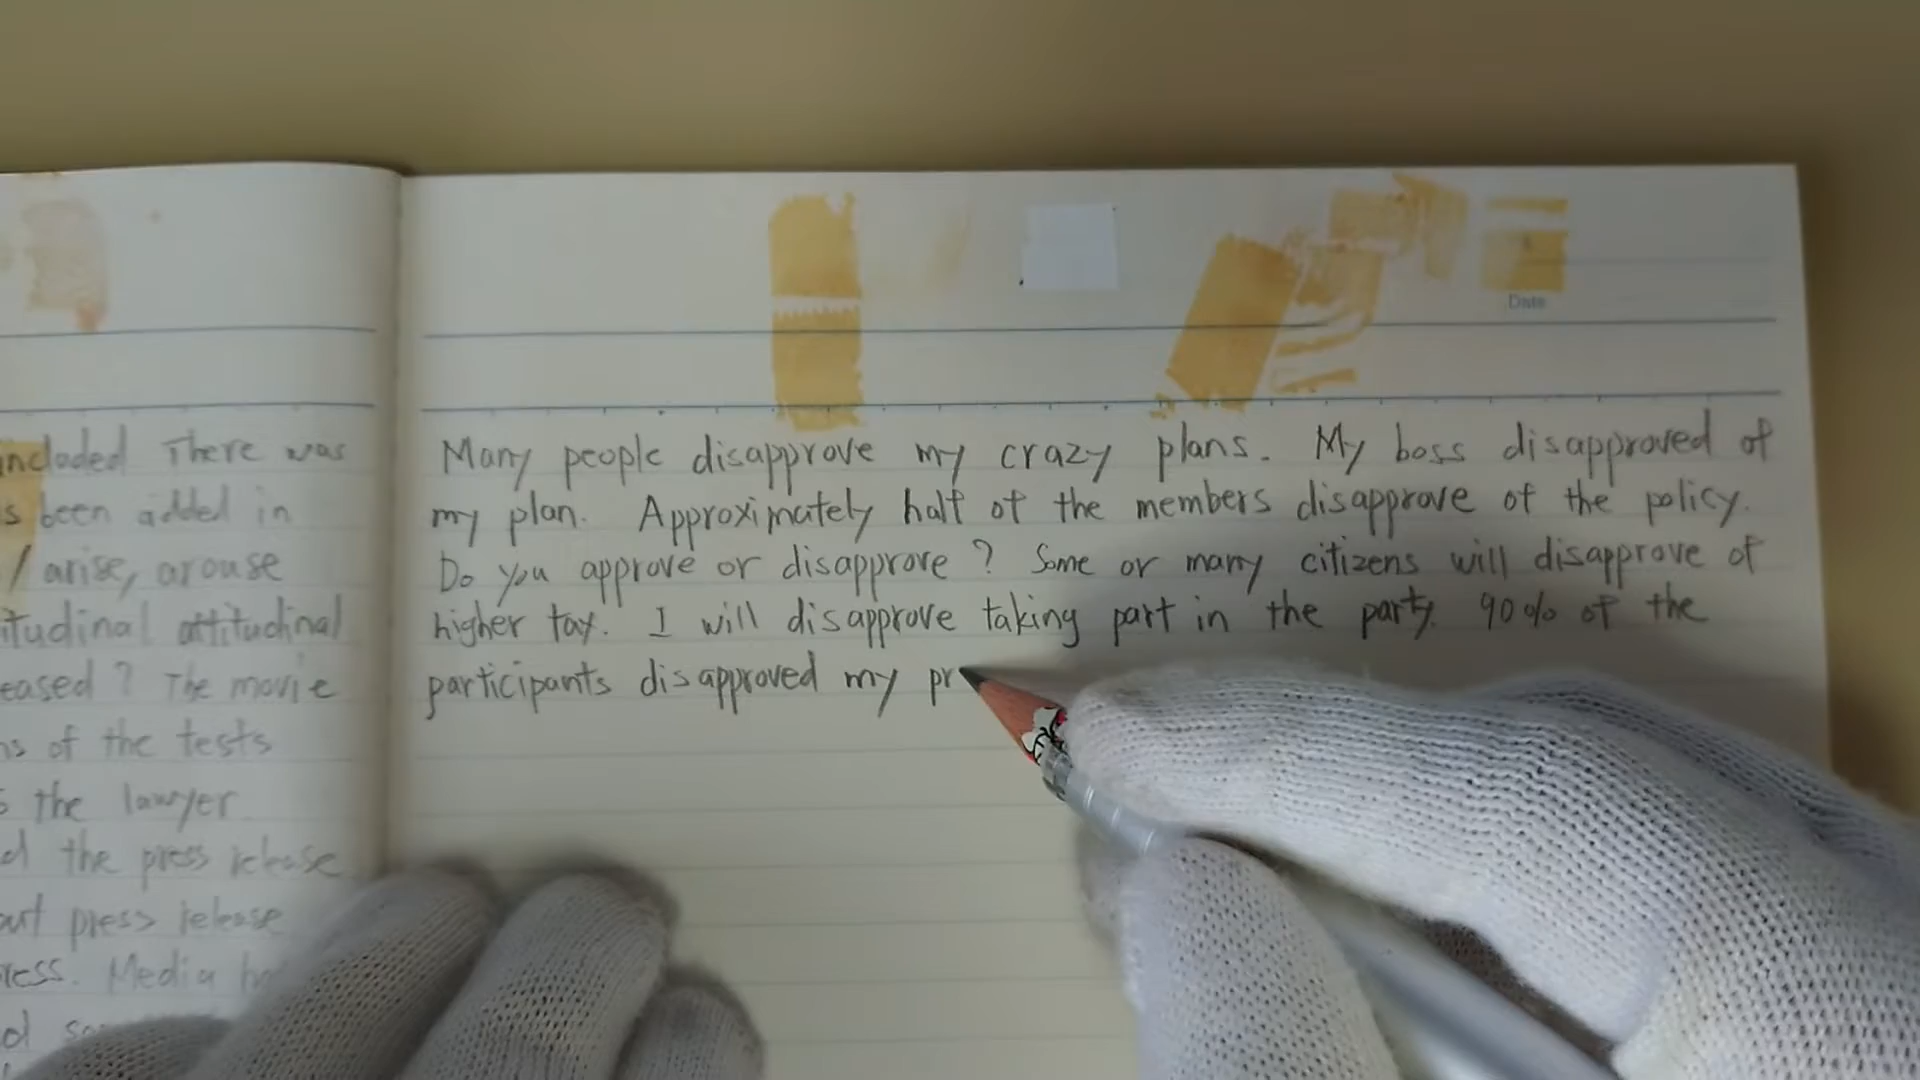 included There was
s been added in
/ arise, arouse
itudinal attitudinal
eased ? The movie
ns of the tests
the lawyer
d the press release
out press release
ress. Media
d
Date
Many people disapprove my crazy plans. My boss disapproved of
my plan. Approximately half of the members disapprove of the policy.
Do you approve or disapprove ? Some or many citizens will disapprove of
higher tax. I will disapprove taking part in the party. 90% of the
participants disapproved my pr